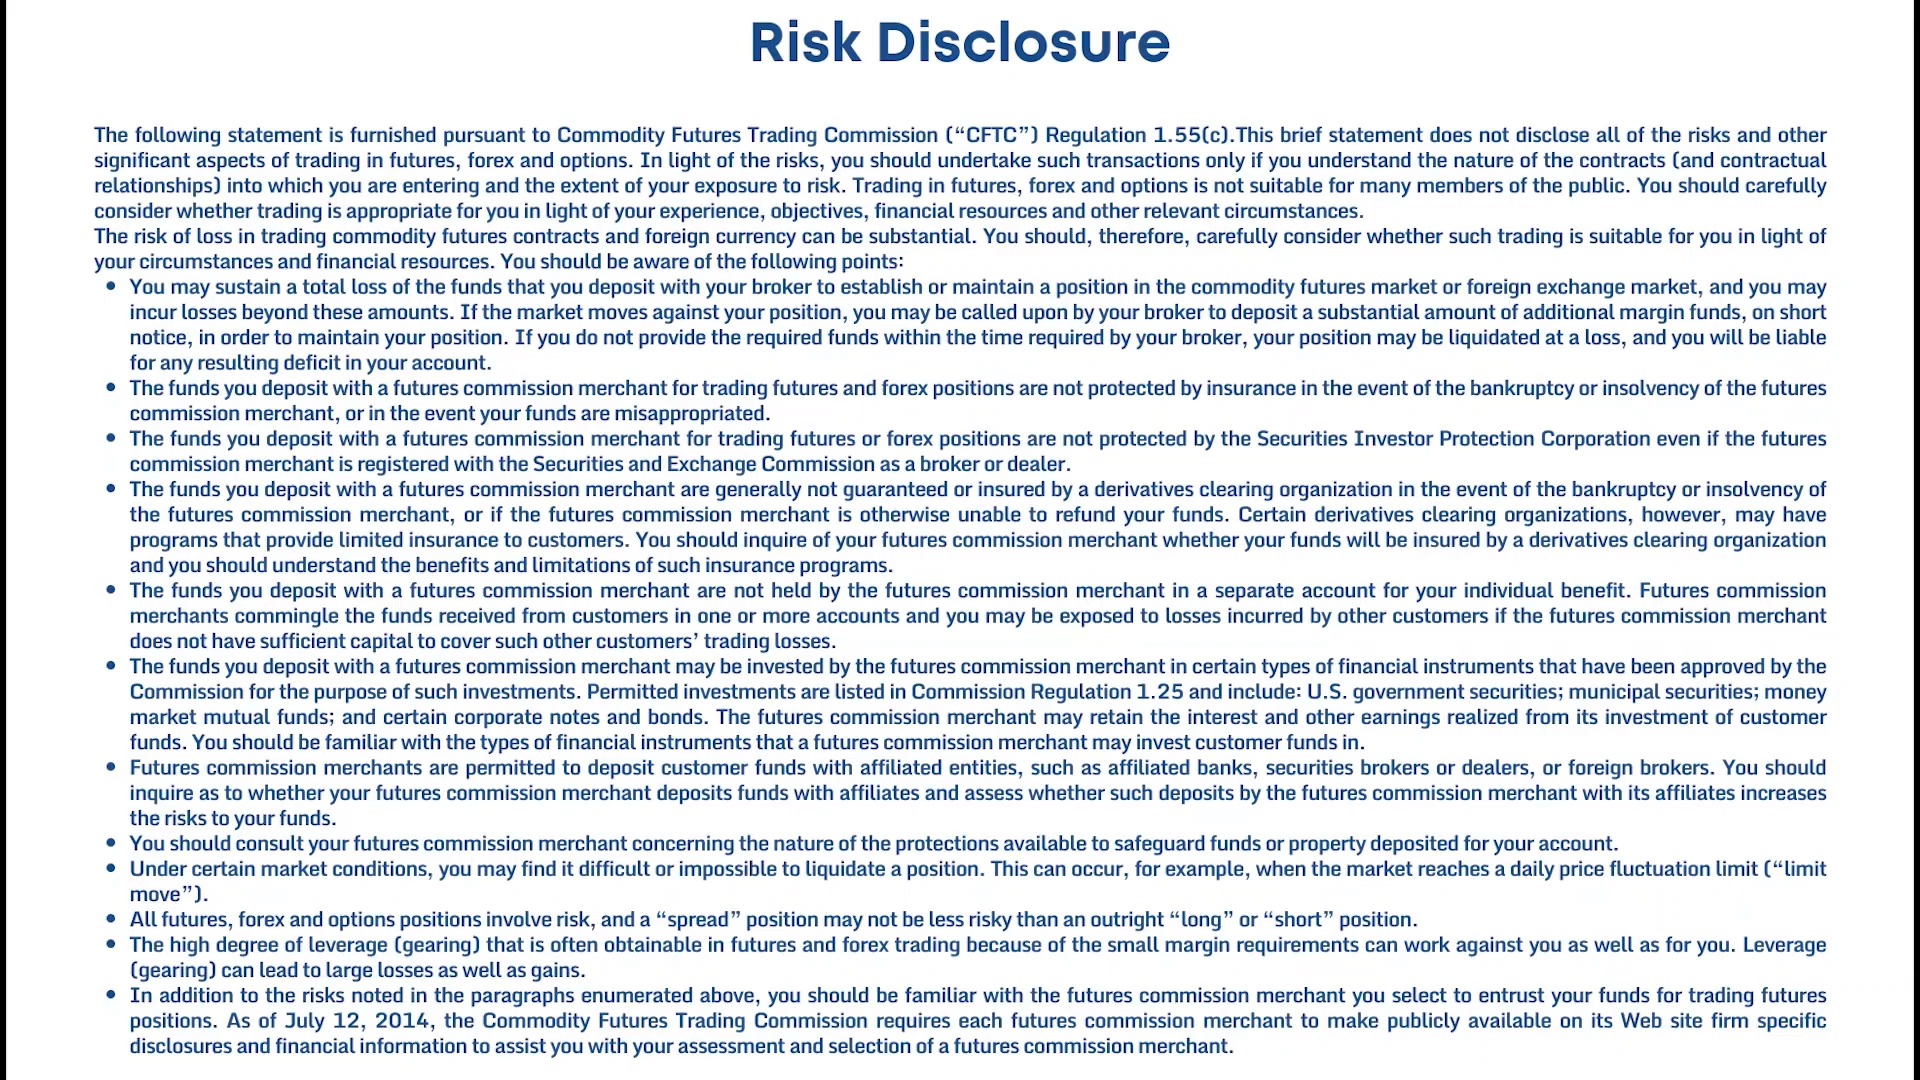 Risk Disclosure
The following statement is furnished pursuant to Commodity Futures Trading Commission (“CFTC”) Regulation 1.55(c).This brief statement does not disclose all of the risks and other
significant aspects of trading in futures, forex and options. In light of the risks, you should undertake such transactions only if you understand the nature of the contracts (and contractual
relationships) into which you are entering and the extent of your exposure to risk. Trading in futures, forex and options is not suitable for many members of the public. You should carefully
consider whether trading is appropriate for you in light of your experience, objectives, financial resources and other relevant circumstances.
The risk of loss in trading commodity futures contracts and foreign currency can be substantial. You should, therefore, carefully consider whether such trading is suitable for you in light of
your circumstances and financial resources. You should be aware of the following points:
• You may sustain a total loss of the funds that you deposit with your broker to establish or maintain a position in the commodity futures market or foreign exchange market, and you may
incur losses beyond these amounts. If the market moves against your position, you may be called upon by your broker to deposit a substantial amount of additional margin funds, on short
notice, in order to maintain your position. If you do not provide the required funds within the time required by your broker, your position may be liquidated at a loss, and you will be liable
for any resulting deficit in your account.
• The funds you deposit with a futures commission merchant for trading futures and forex positions are not protected by insurance in the event of the bankruptcy or insolvency of the futures
commission merchant, or in the event your funds are misappropriated.
• The funds you deposit with a futures commission merchant for trading futures or forex positions are not protected by the Securities Investor Protection Corporation even if the futures
commission merchant is registered with the Securities and Exchange Commission as a broker or dealer.
• The funds you deposit with a futures commission merchant are generally not guaranteed or insured by a derivatives clearing organization in the event of the bankruptcy or insolvency of
the futures commission merchant, or if the futures commission merchant is otherwise unable to refund your funds. Certain derivatives clearing organizations, however, may have
programs that provide limited insurance to customers. You should inquire of your futures commission merchant whether your funds will be insured by a derivatives clearing organization
and you should understand the benefits and limitations of such insurance programs.
• The funds you deposit with a futures commission merchant are not held by the futures commission merchant in a separate account for your individual benefit. Futures commission
merchants commingle the funds received from customers in one or more accounts and you may be exposed to losses incurred by other customers if the futures commission merchant
does not have sufficient capital to cover such other customers’ trading losses.
• The funds you deposit with a futures commission merchant may be invested by the futures commission merchant in certain types of financial instruments that have been approved by the
Commission for the purpose of such investments. Permitted investments are listed in Commission Regulation 1.25 and include: U.S. government securities; municipal securities; money
market mutual funds; and certain corporate notes and bonds. The futures commission merchant may retain the interest and other earnings realized from its investment of customer
funds. You should be familiar with the types of financial instruments that a futures commission merchant may invest customer funds in.
• Futures commission merchants are permitted to deposit customer funds with affiliated entities, such as affiliated banks, securities brokers or dealers, or foreign brokers. You should
inquire as to whether your futures commission merchant deposits funds with affiliates and assess whether such deposits by the futures commission merchant with its affiliates increases
the risks to your funds.
• You should consult your futures commission merchant concerning the nature of the protections available to safeguard funds or property deposited for your account.
• Under certain market conditions, you may find it difficult or impossible to liquidate a position. This can occur, for example, when the market reaches a daily price fluctuation limit (“limit
move”).
• All futures, forex and options positions involve risk, and a “spread” position may not be less risky than an outright “long” or “short” position.
• The high degree of leverage (gearing) that is often obtainable in futures and forex trading because of the small margin requirements can work against you as well as for you. Leverage
(gearing) can lead to large losses as well as gains.
• In addition to the risks noted in the paragraphs enumerated above, you should be familiar with the futures commission merchant you select to entrust your funds for trading futures
positions. As of July 12, 2014, the Commodity Futures Trading Commission requires each futures commission merchant to make publicly available on its Web site firm specific
disclosures and financial information to assist you with your assessment and selection of a futures commission merchant.